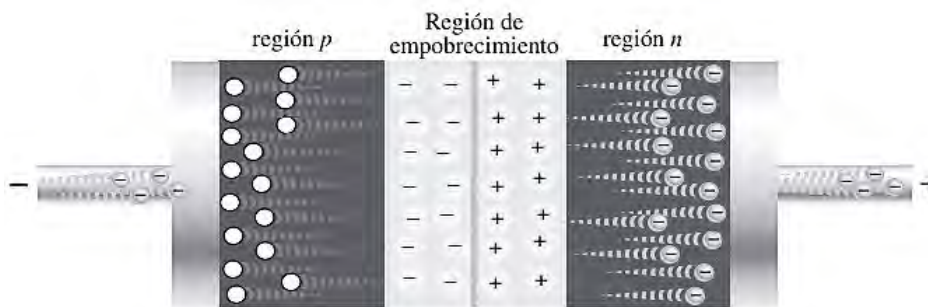 Región de
empobrecimiento
región p
región n
−
+